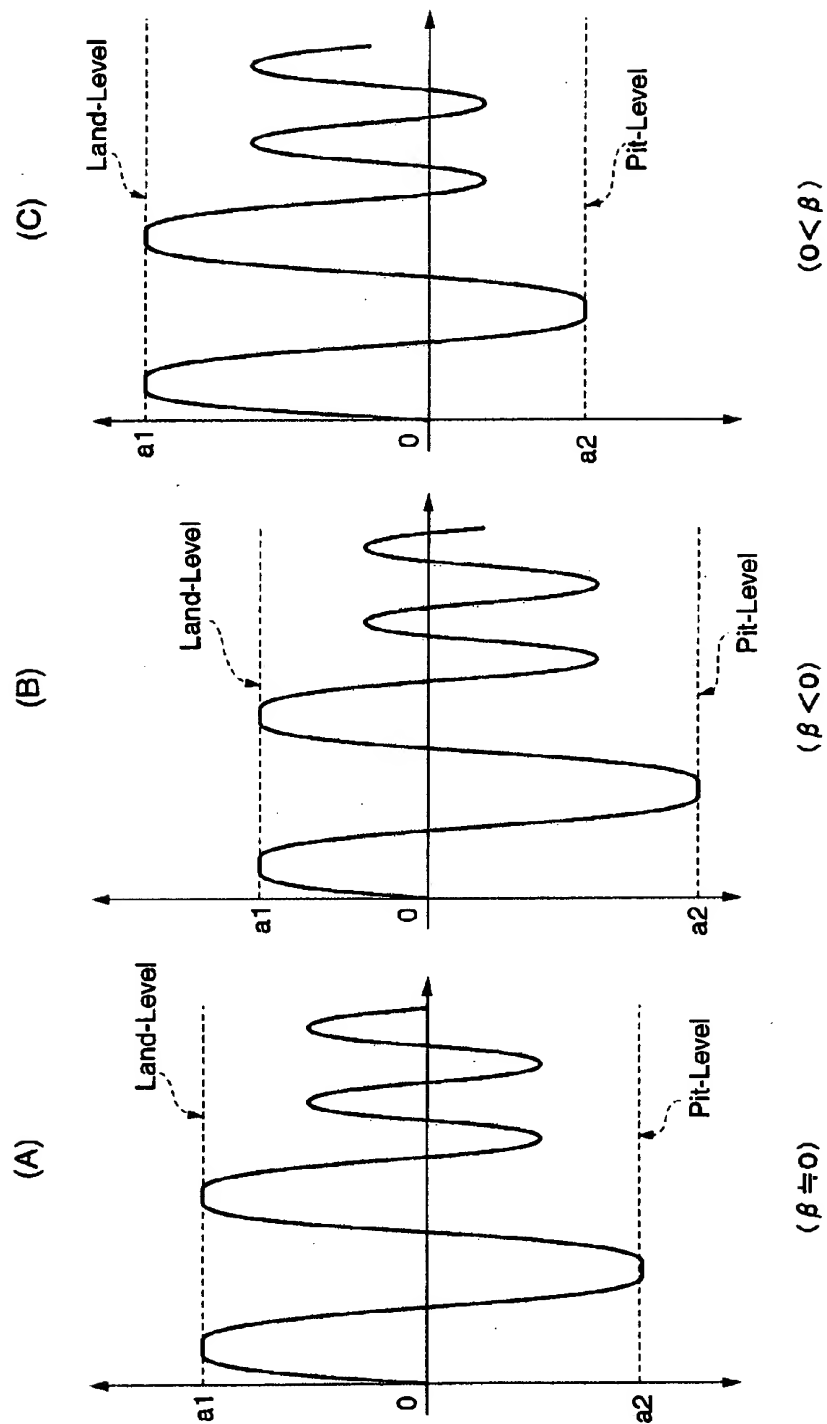 (A)
Land-Level
a1
0
a2
Pit-Level
(β≒0)
(B)
Land-Level
a1
0
a2
Pit-Level
(β<0)
(C)
Land-Level
a1
0
a2
Pit-Level
(0<β)